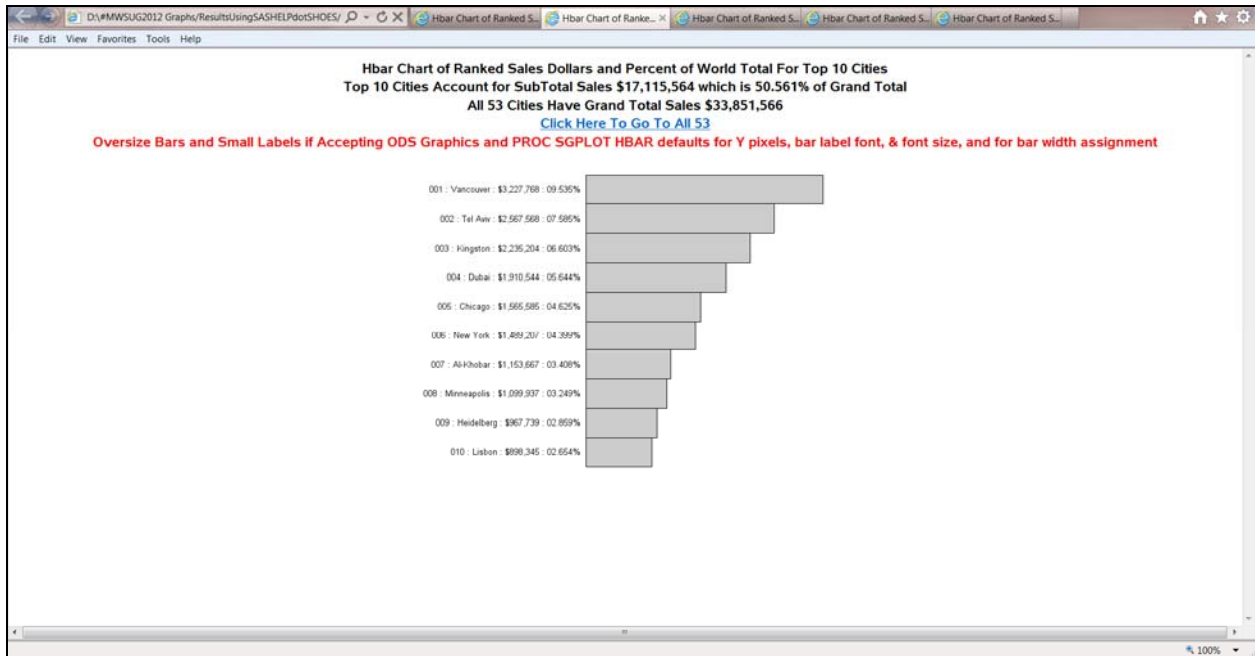 D:\#MWSUG2012 Graphs/ResultsUsingSASHELPdotSHOES/
Hbar Chart of Ranked S...
Hbar Chart of Ranke...
Hbar Chart of Ranked S...
Hbar Chart of Ranked S...
Hbar Chart of Ranked S...
File Edit View Favorites Tools Help
Hbar Chart of Ranked Sales Dollars and Percent of World Total For Top 10 Cities
Top 10 Cities Account for SubTotal Sales $17,115,564 which is 50.561% of Grand Total
All 53 Cities Have Grand Total Sales $33,851,566
Click Here To Go To All 53
Oversize Bars and Small Labels if Accepting ODS Graphics and PROC SGPLOT HBAR defaults for Y pixels, bar label font, & font size, and for bar width assignment
001 : Vancouver : $3,227,768 : 09.535%
002 : Tel Aviv : $2,567,568 : 07.585%
003 : Kingston : $2,235,204 : 06.603%
004 : Dubai : $1,910,544 : 05.644%
005 : Chicago : $1,565,585 : 04.625%
006 : New York : $1,489,207 : 04.399%
007 : Al-Khobar : $1,153,667 : 03.408%
008 : Minneapolis : $1,099,937 : 03.249%
009 : Heidelberg : $967,739 : 02.859%
010 : Lisbon : $898,345 : 02.654%
100%